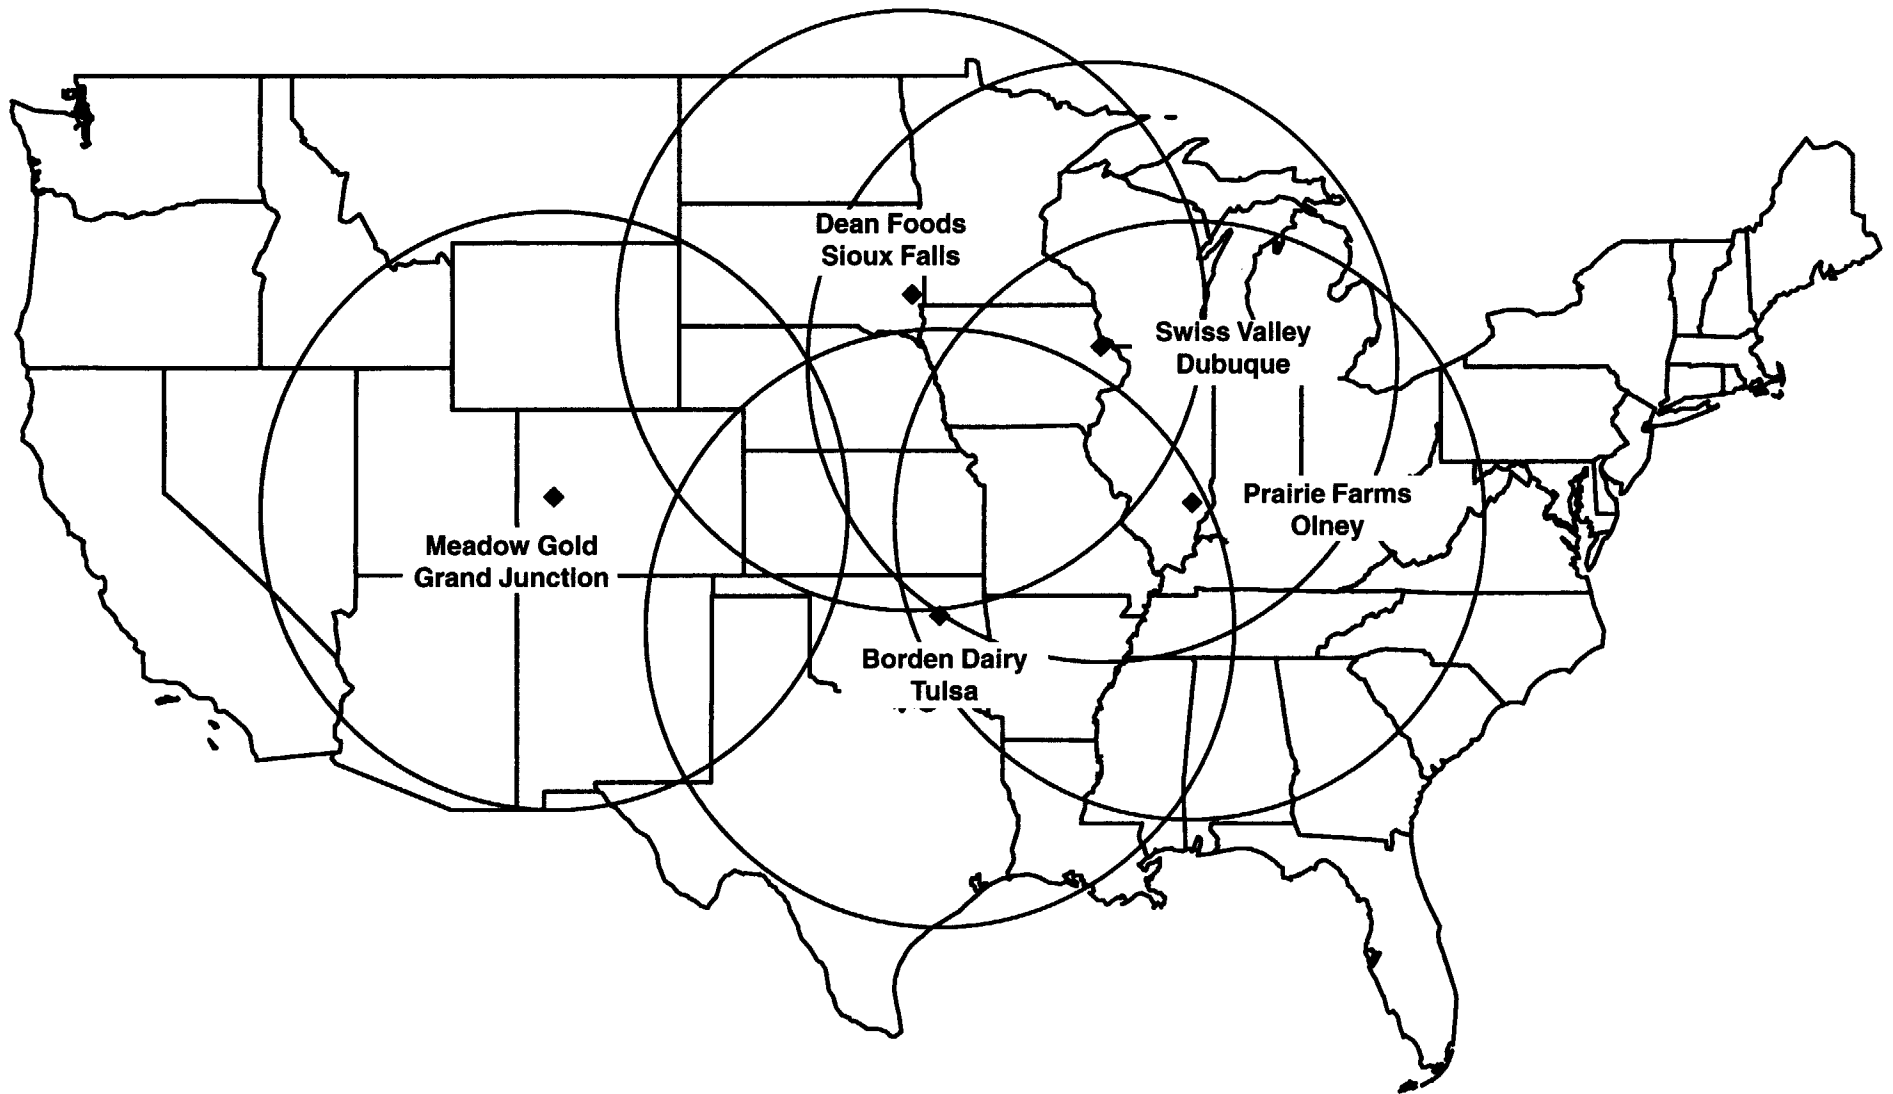 Dean Foods
Sioux Falls
Swiss Valley
Dubuque
Prairie Farms
Olney
Meadow Gold
Grand Junction
Borden Dairy
Tulsa